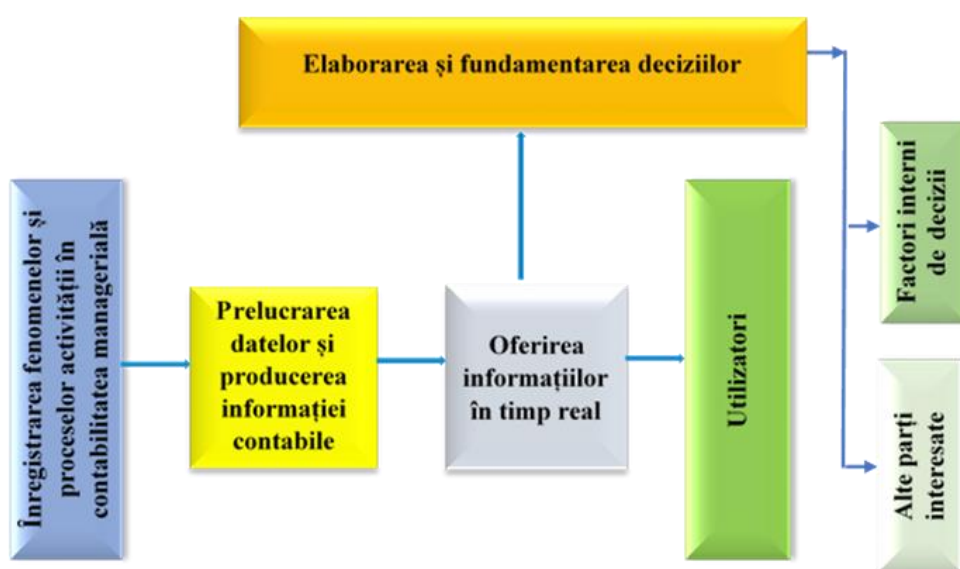 Elaborarea și fundamentarea deciziilor
Înregistrarea fenomenelor și
proceselor activității în
contabilitatea managerială
Prelucrarea
datelor și
producerea
informației
contabile
Oferirea
informațiilor
în timp real
Utilizatori
Factori interni
de decizii
Alte parți
interesate